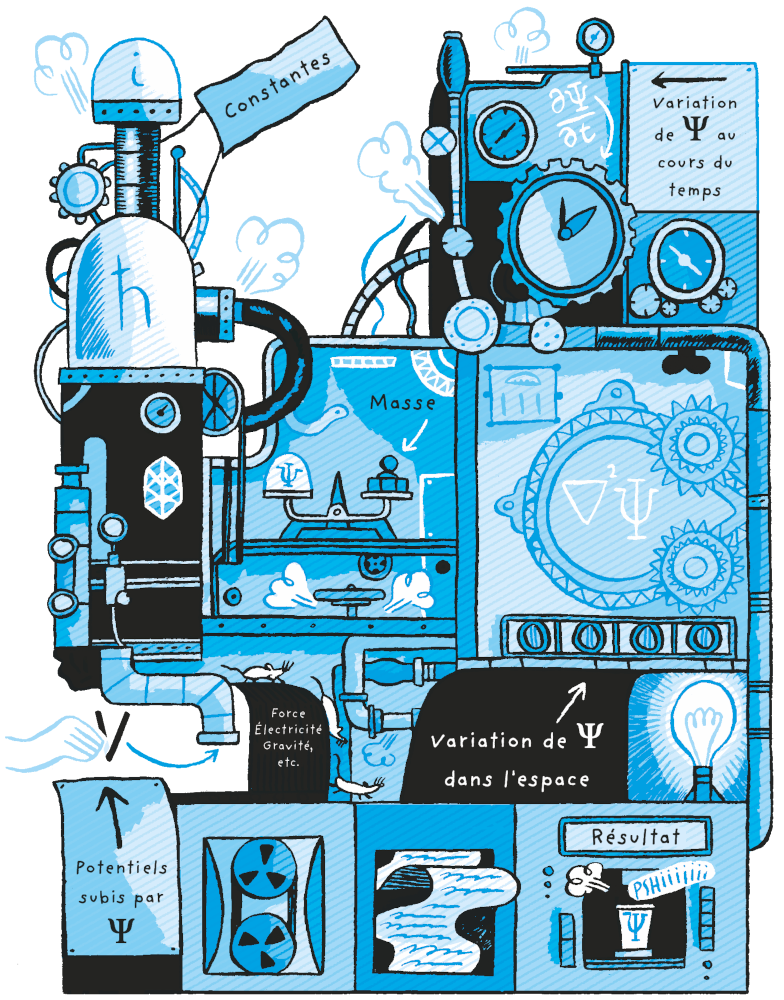 i
Constantes
∂Ψ
∂t
Variation
de Ψ au
cours du
temps
ħ
Masse
Ψ
∇²Ψ
Force
Électricité
Gravité,
etc.
V
Variation de Ψ
dans l'espace
Potentiels
subis par
Ψ
Résultat
PSHiiiiiii
Ψ